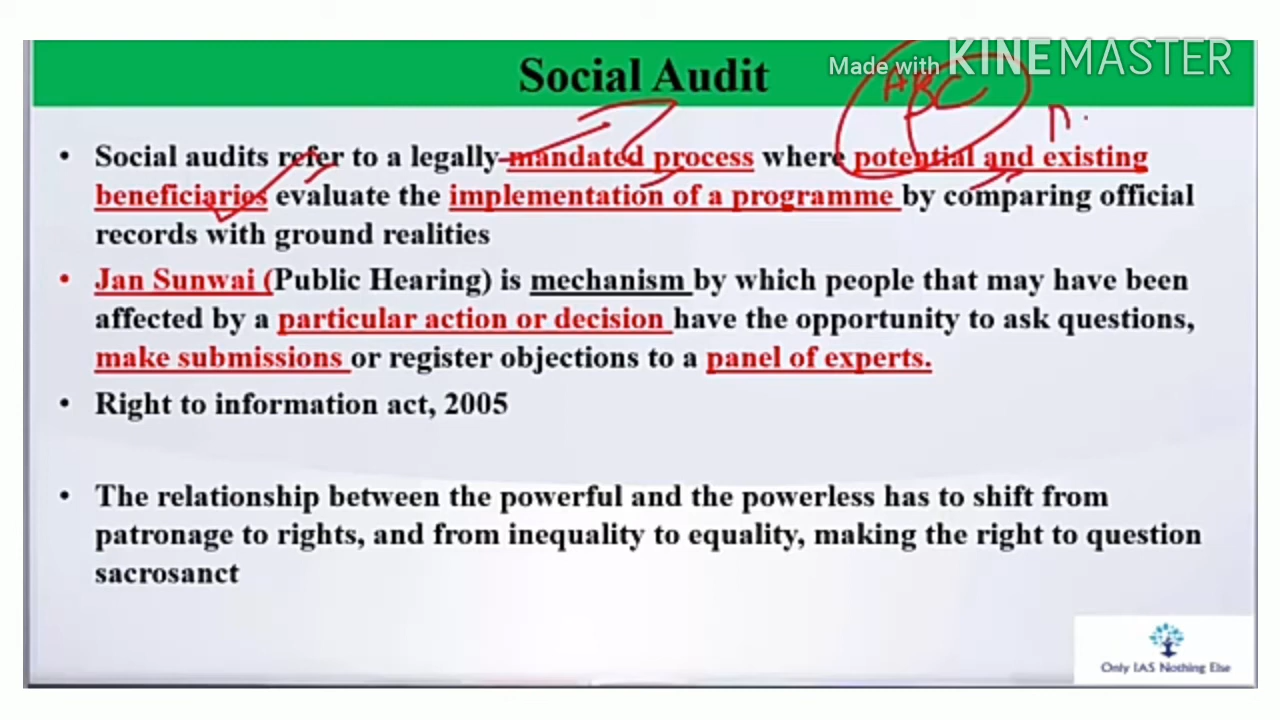 Social Audit
Made with KINEMASTER
ABC
• Social audits refer to a legally mandated process where potential and existing
beneficiaries evaluate the implementation of a programme by comparing official
records with ground realities
• Jan Sunwai (Public Hearing) is mechanism by which people that may have been
affected by a particular action or decision have the opportunity to ask questions,
make submissions or register objections to a panel of experts.
• Right to information act, 2005
• The relationship between the powerful and the powerless has to shift from
patronage to rights, and from inequality to equality, making the right to question
sacrosanct
Only IAS Nothing Else